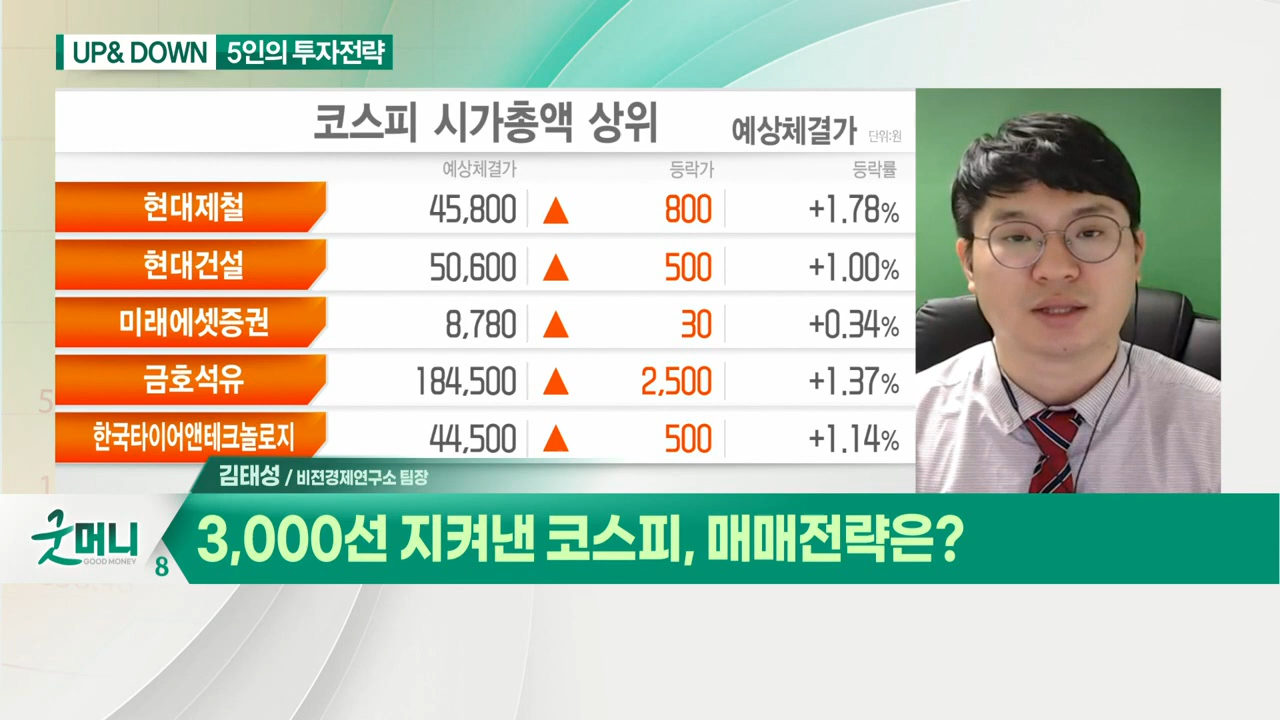 UP& DOWN 5인의 투자전략
코스피 시가총액 상위 예상체결가 단위:원
예상체결가 등락가 등락률
현대제철 45,800 ▲ 800 +1.78%
현대건설 50,600 ▲ 500 +1.00%
미래에셋증권 8,780 ▲ 30 +0.34%
금호석유 184,500 ▲ 2,500 +1.37%
한국타이어앤테크놀로지 44,500 ▲ 500 +1.14%
김태성 / 비전경제연구소 팀장
굿머니
GOOD MONEY
8
3,000선 지켜낸 코스피, 매매전략은?